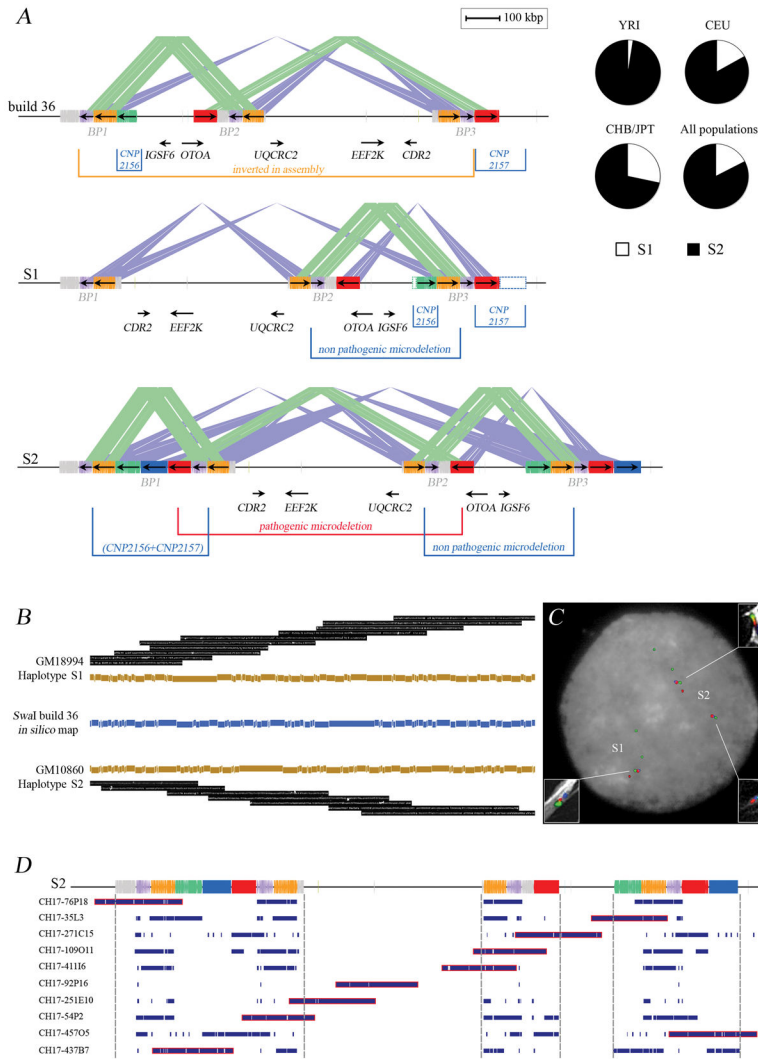 A
100 kbp
YRI
CEU
build 36
BP1
BP2
BP3
CNP
2156
IGSF6
OTOA
UQCRC2
EEF2K
CDR2
CNP
2157
inverted in assembly
CHB/JPT
All populations
S1
S2
S1
BP1
BP2
BP3
CDR2
EEF2K
UQCRC2
OTOA
IGSF6
CNP
2156
CNP
2157
non pathogenic microdeletion
S2
BP1
BP2
BP3
CDR2
EEF2K
UQCRC2
OTOA
IGSF6
pathogenic microdeletion
(CNP2156+CNP2157)
non pathogenic microdeletion
B
C
GM18994
Haplotype S1
SwaI build 36
in silico map
GM10860
Haplotype S2
S2
S1
D
S2
CH17-76P18
CH17-35L3
CH17-271C15
CH17-109O11
CH17-411I6
CH17-92P16
CH17-251E10
CH17-54P2
CH17-457O5
CH17-437B7